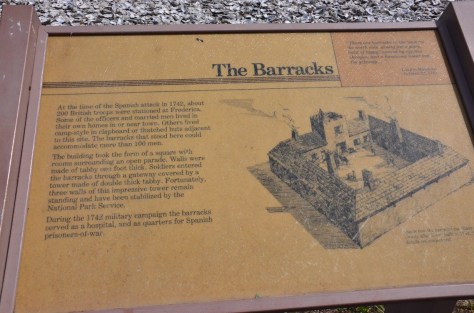 The Barracks
At the time of the Spanish attack in 1742, about
200 British troops were stationed at Frederica.
Some of the officers and married men lived in
their own homes in or near town. Others lived
camp-style in clapboard or thatched huts adjacent
to this site. The barracks that stood here could
accommodate more than 100 men.
The building took the form of a square with
rooms surrounding an open parade. Walls were
made of tabby one foot thick. Soldiers entered
the barracks through a gateway covered by a
tower made of double thick tabby. Fortunately,
three walls of this impressive tower remain
standing and have been stabilized by the
National Park Service.
During the 1742 military campaign the barracks
served as a hospital, and as quarters for Spanish
prisoners-of-war.